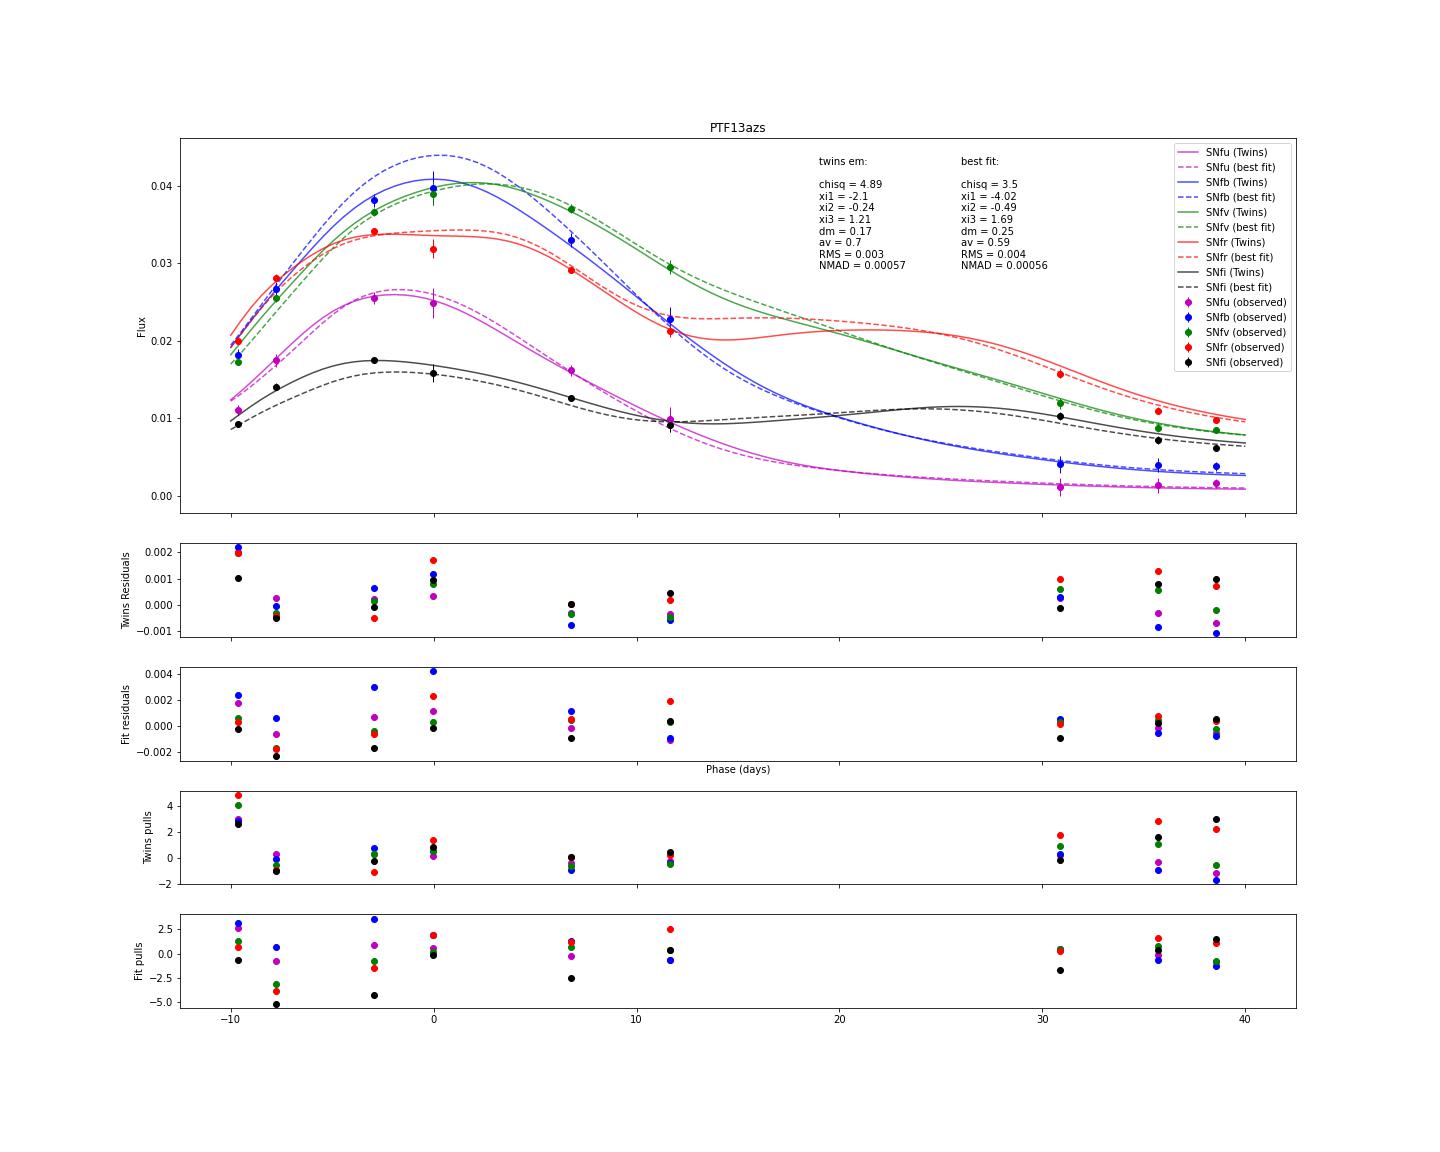 PTF13azs
Flux
0.04
0.03
0.02
0.01
0.00
twins em:
chisq = 4.89
xi1 = -2.1
xi2 = -0.24
xi3 = 1.21
dm = 0.17
av = 0.7
RMS = 0.003
NMAD = 0.00057
best fit:
chisq = 3.5
xi1 = -4.02
xi2 = -0.49
xi3 = 1.69
dm = 0.25
av = 0.59
RMS = 0.004
NMAD = 0.00056
SNfu (Twins)
SNfu (best fit)
SNfb (Twins)
SNfb (best fit)
SNfv (Twins)
SNfv (best fit)
SNfr (Twins)
SNfr (best fit)
SNfi (Twins)
SNfi (best fit)
SNfu (observed)
SNfb (observed)
SNfv (observed)
SNfr (observed)
SNfi (observed)
Twins Residuals
0.002
0.001
0.000
−0.001
Fit residuals
0.004
0.002
0.000
−0.002
Phase (days)
Twins pulls
4
2
0
−2
Fit pulls
2.5
0.0
−2.5
−5.0
−10
0
10
20
30
40